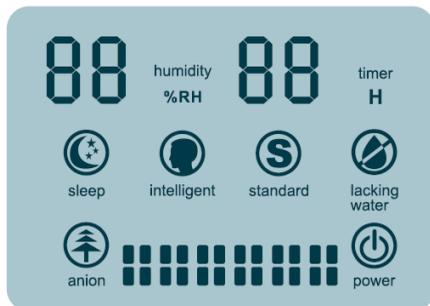 88 humidity %RH 88 timer H
sleep intelligent S standard lacking water
anion power